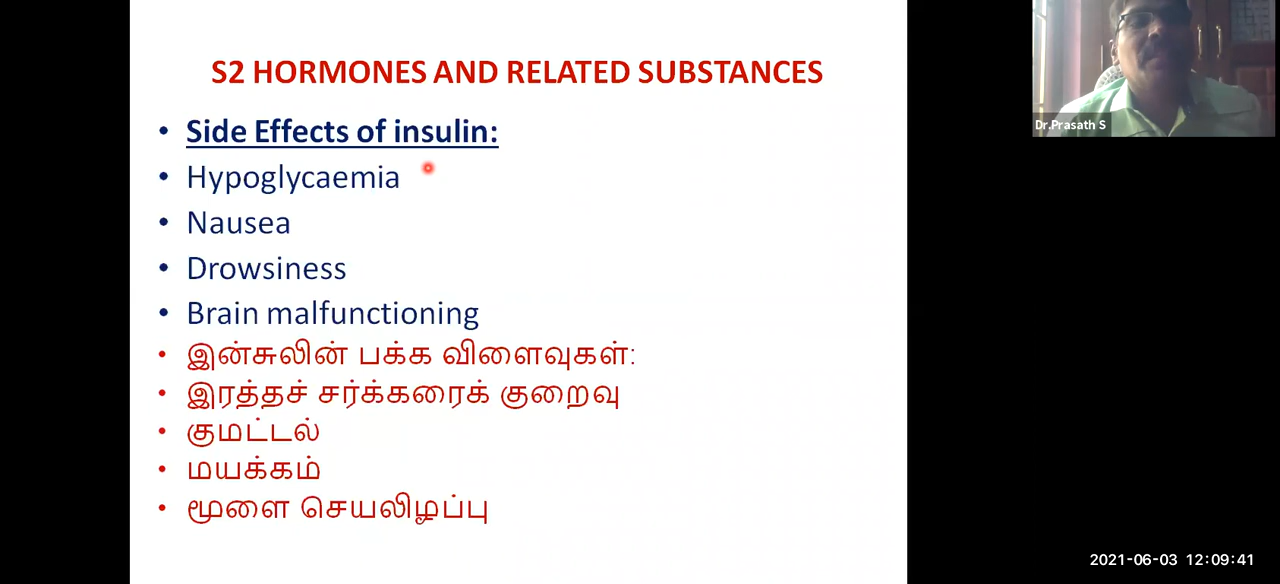 S2 HORMONES AND RELATED SUBSTANCES
• Side Effects of insulin:
• Hypoglycaemia
• Nausea
• Drowsiness
• Brain malfunctioning
• இன்சுலின் பக்க விளைவுகள்:
• இரத்தச் சர்க்கரைக் குறைவு
• குமட்டல்
• மயக்கம்
• மூளை செயலிழப்பு
Dr.Prasath S
2021-06-03 12:09:41